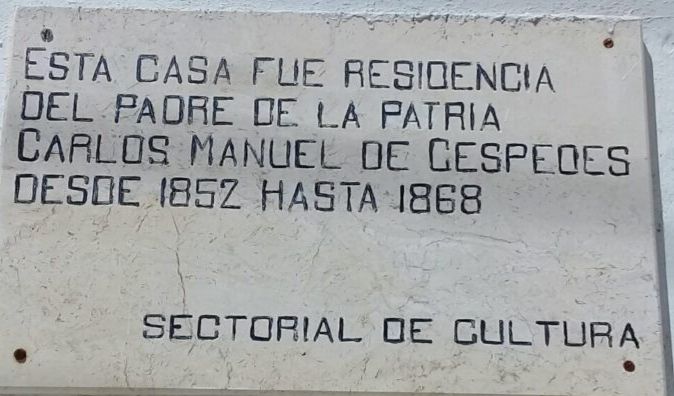 ESTA CASA FUE RESIDENCIA
DEL PADRE DE LA PATRIA
CARLOS MANUEL DE CESPEDES
DESDE 1852 HASTA 1868
SECTORIAL DE CULTURA